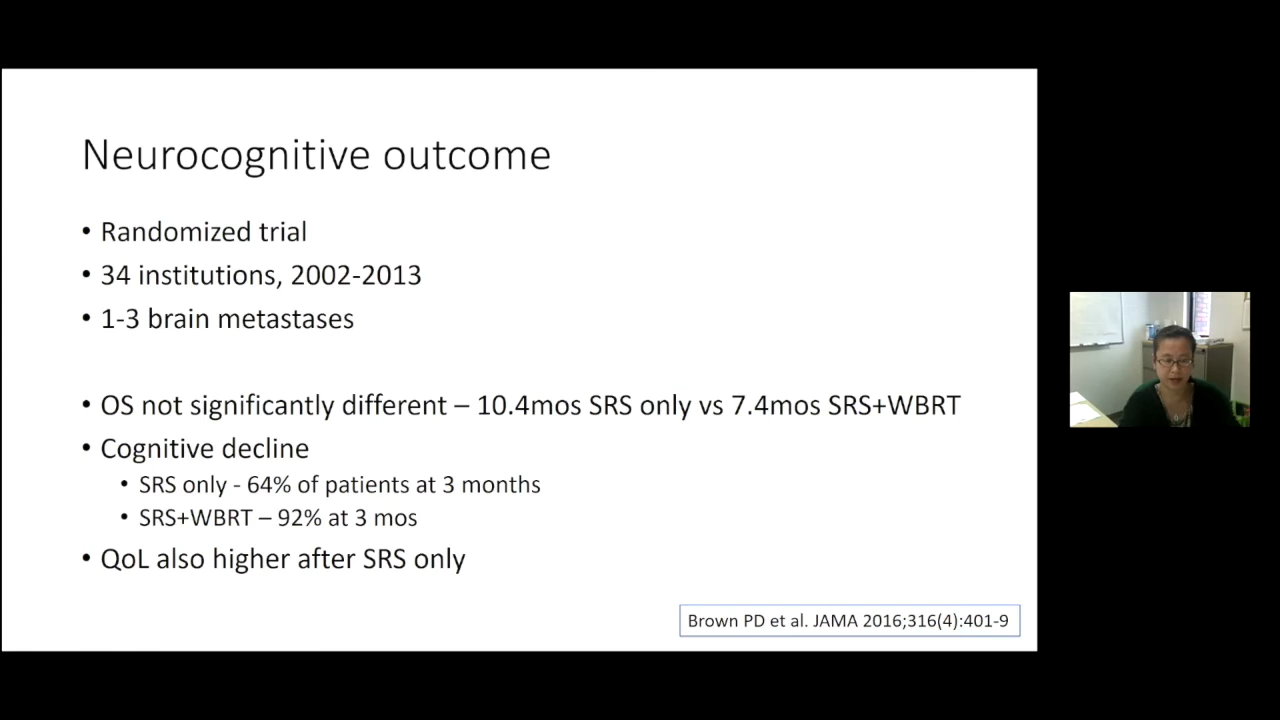 Neurocognitive outcome
• Randomized trial
• 34 institutions, 2002-2013
• 1-3 brain metastases
• OS not significantly different – 10.4mos SRS only vs 7.4mos SRS+WBRT
• Cognitive decline
• SRS only - 64% of patients at 3 months
• SRS+WBRT – 92% at 3 mos
• QoL also higher after SRS only
Brown PD et al. JAMA 2016;316(4):401-9